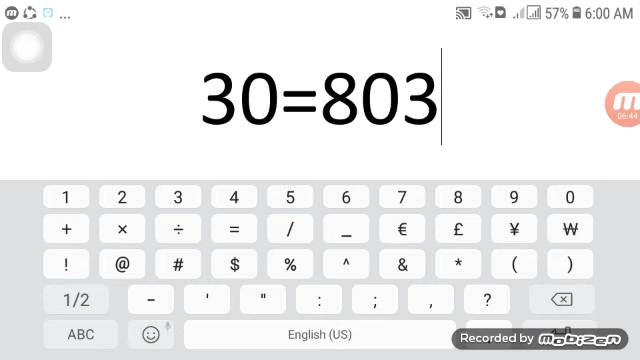 ... 57% 6:00 AM
30=803
06:44
1 2 3 4 5 6 7 8 9 0
+ × ÷ = / _ € £ ¥ ₩
! @ # $ % ^ & * ( )
1/2 - ' " : ; , ?
ABC English (US)
Recorded by mobizen